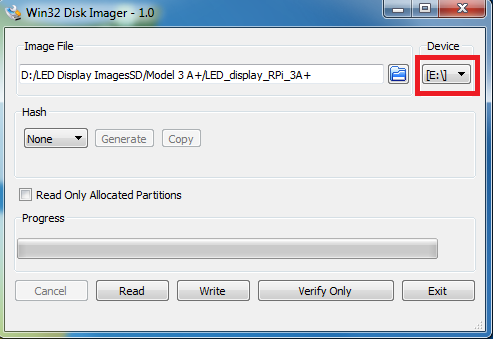 Win32 Disk Imager - 1.0
Image File
Device
D:/LED Display ImagesSD/Model 3 A+/LED_display_RPi_3A+
[E:\]
Hash
None
Generate
Copy
Read Only Allocated Partitions
Progress
Cancel
Read
Write
Verify Only
Exit